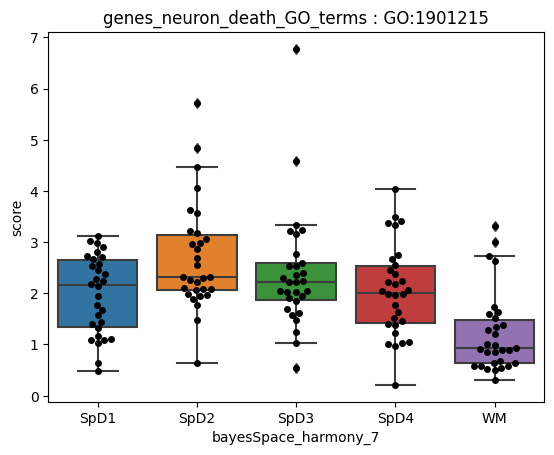 genes_neuron_death_GO_terms : GO:1901215
7
6
5
4
3
2
1
0
score
SpD1 SpD2 SpD3 SpD4 WM
bayesSpace_harmony_7